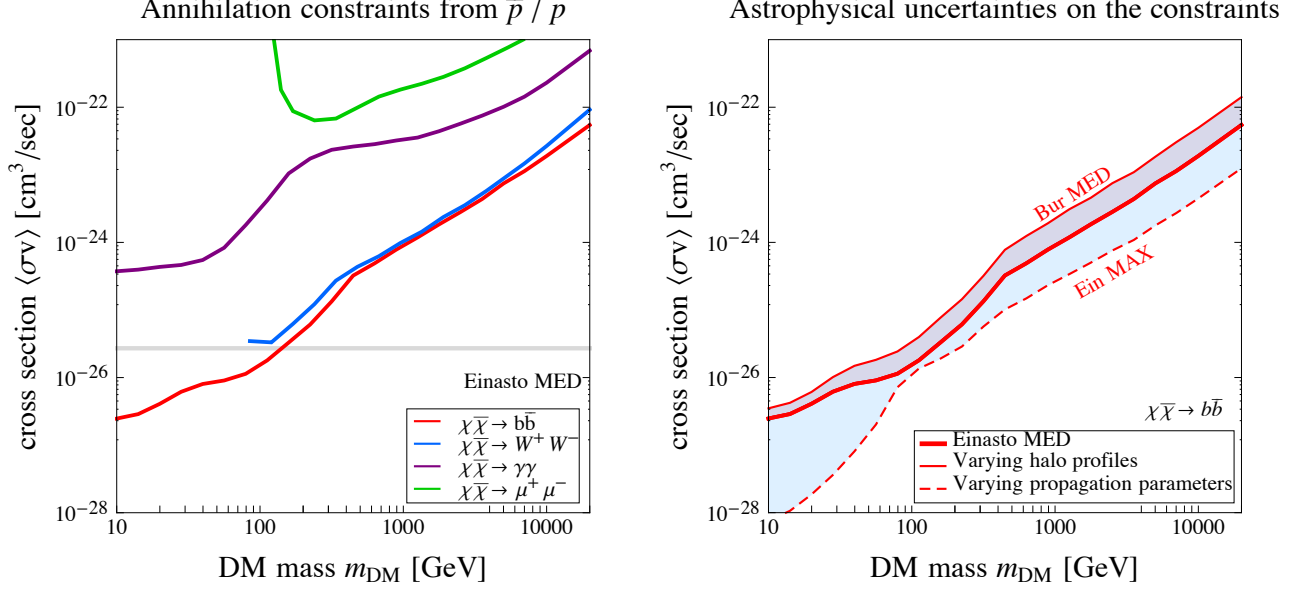 Annihilation constraints from p̅ / p
cross section ⟨σv⟩ [cm³/sec]
10⁻²²
10⁻²⁴
10⁻²⁶
10⁻²⁸
Einasto MED
χχ̅ → bb̅
χχ̅ → W⁺ W⁻
χχ̅ → γγ
χχ̅ → μ⁺ μ⁻
10 100 1000 10000
DM mass m_DM [GeV]
Astrophysical uncertainties on the constraints
cross section ⟨σv⟩ [cm³/sec]
10⁻²²
10⁻²⁴
10⁻²⁶
10⁻²⁸
Bur MED
Ein MAX
χχ̅ → bb̅
Einasto MED
Varying halo profiles
Varying propagation parameters
10 100 1000 10000
DM mass m_DM [GeV]